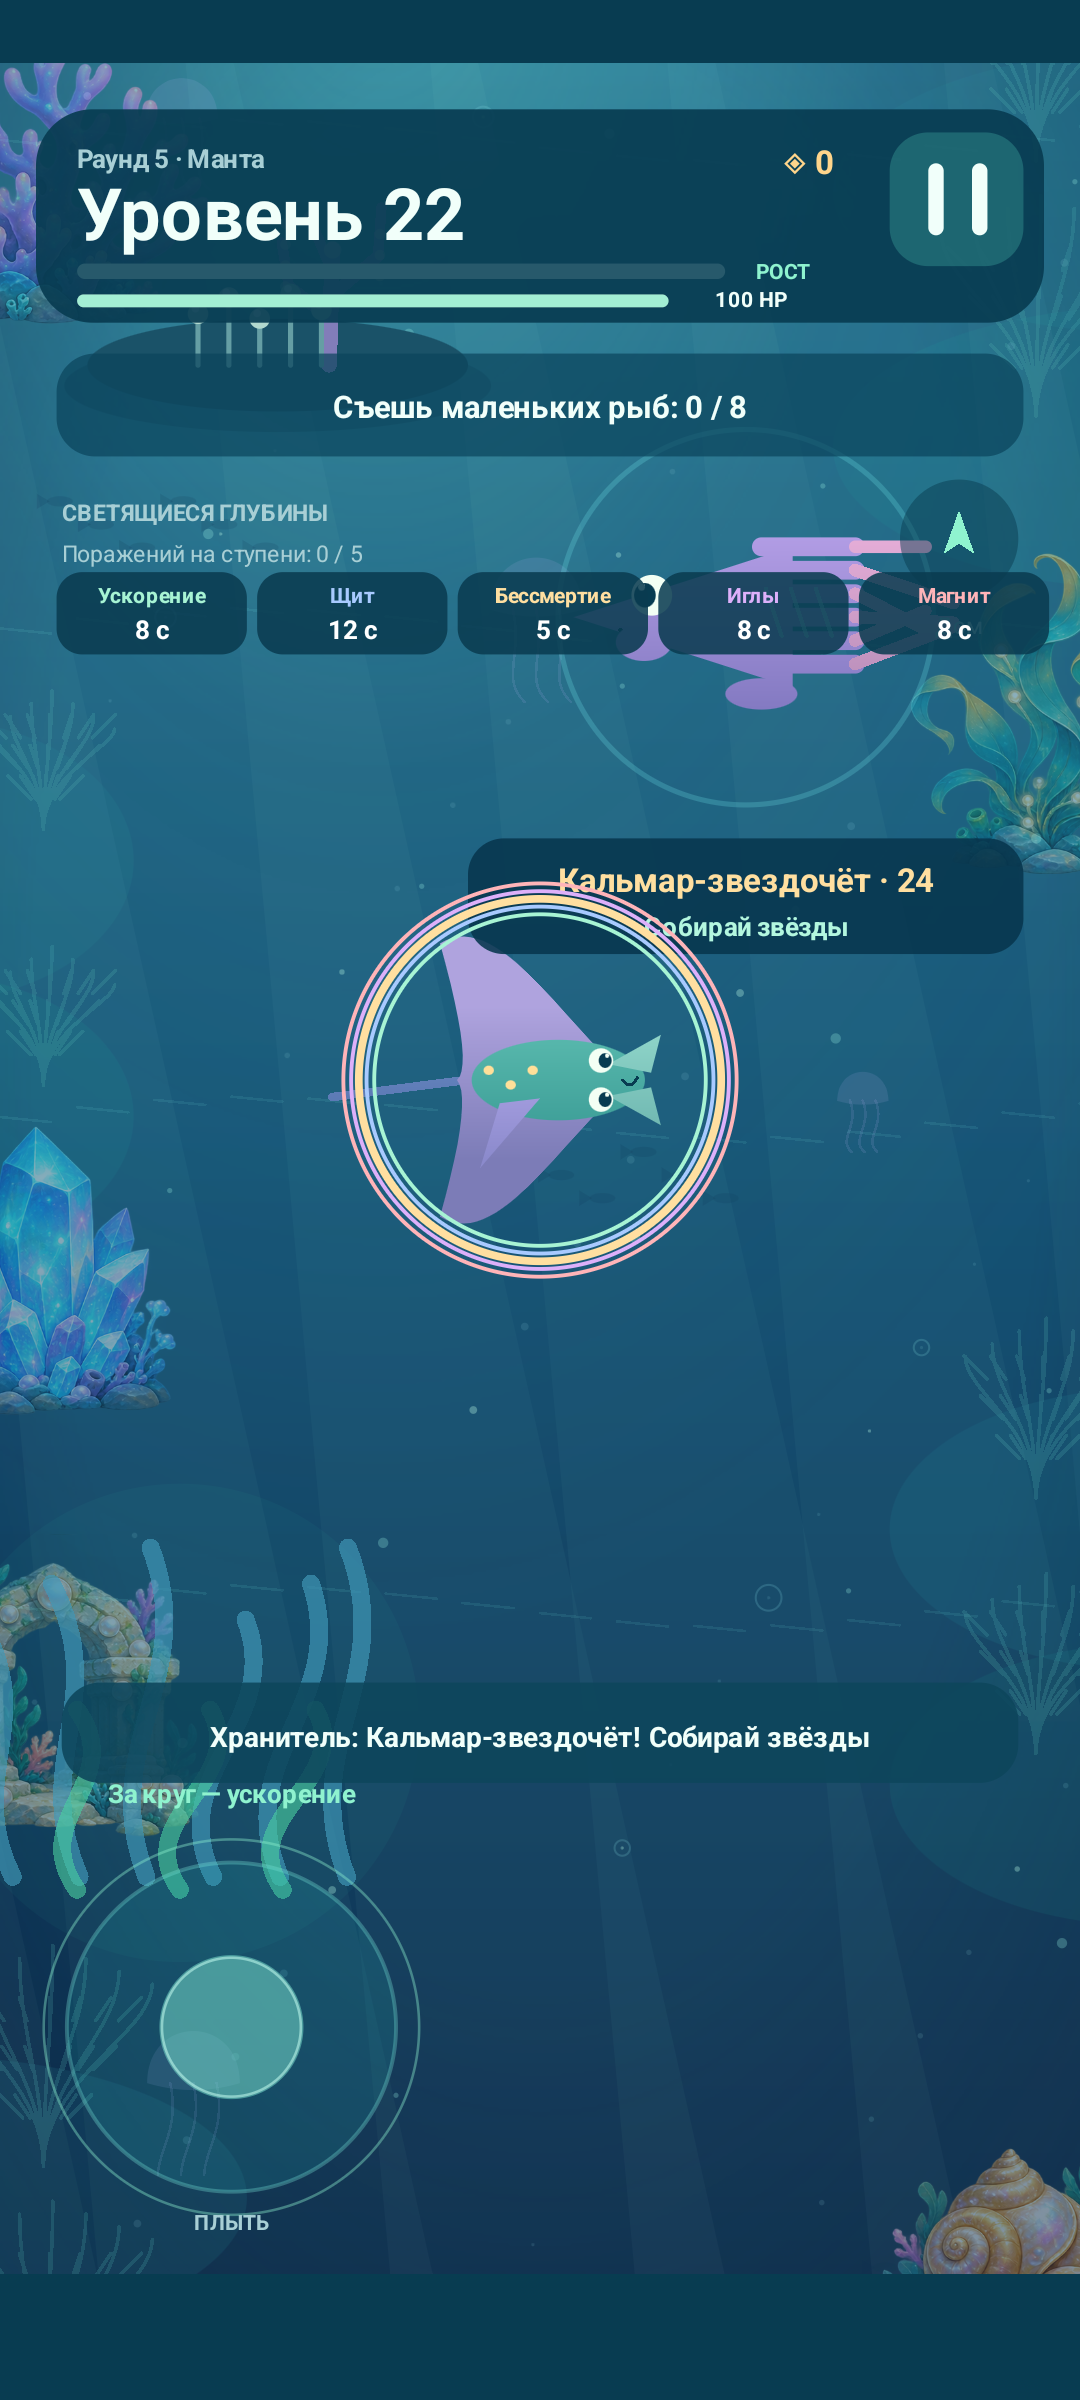 Раунд 5 · Манта
0
Уровень 22
РОСТ
100 HP
Съешь маленьких рыб: 0 / 8
СВЕТЯЩИЕСЯ ГЛУБИНЫ
Поражений на ступени: 0 / 5
Ускорение
8 с
Щит
12 с
Бессмертие
5 с
Иглы
8 с
Магнит
8 с
Кальмар-звездочёт · 24
Собирай звёзды
Хранитель: Кальмар-звездочёт! Собирай звёзды
За круг — ускорение
ПЛЫТЬ